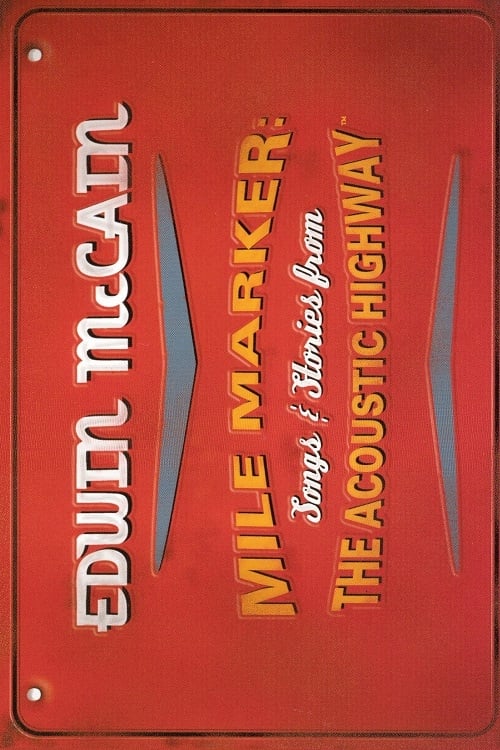 EDWIN McCAIN
MILE MARKER:
Songs & Stories from
THE ACOUSTIC HIGHWAY™